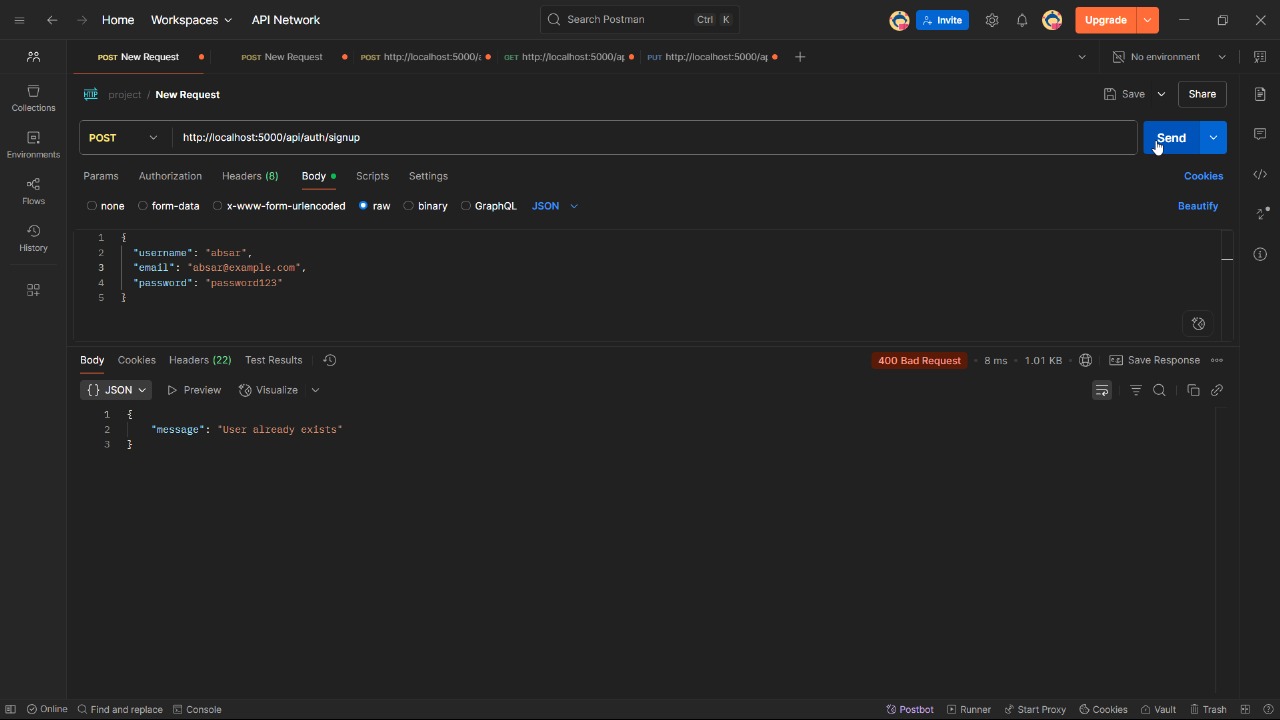 Home Workspaces API Network Search Postman Ctrl K Invite Upgrade
POST New Request POST New Request POST http://localhost:5000/a GET http://localhost:5000/ap PUT http://localhost:5000/ap No environment
HTTP project / New Request Save Share
POST http://localhost:5000/api/auth/signup Send
Params Authorization Headers (8) Body Scripts Settings Cookies
none form-data x-www-form-urlencoded raw binary GraphQL JSON Beautify
1 {
2 "username": "absar",
3 "email": "absar@example.com",
4 "password": "password123"
5 }
Collections
Environments
Flows
History
Body Cookies Headers (22) Test Results 400 Bad Request 8 ms 1.01 KB Save Response
{} JSON Preview Visualize
1 {
2 "message": "User already exists"
3 }
Online Find and replace Console Postbot Runner Start Proxy Cookies Vault Trash